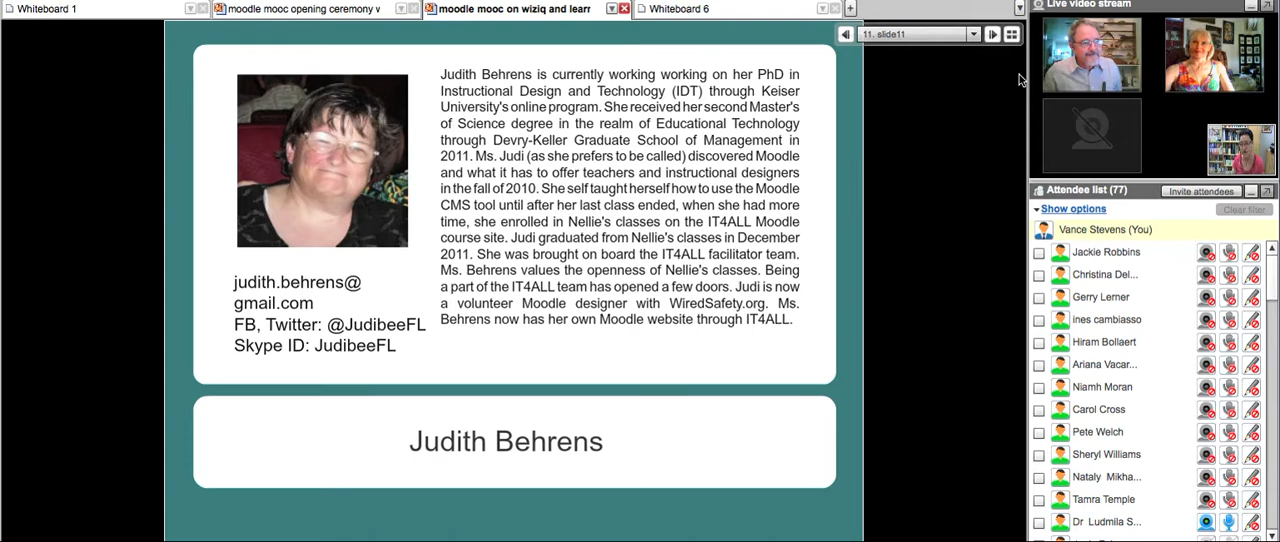 Whiteboard 1
moodle mooc opening ceremony v
moodle mooc on wiziq and learr
Whiteboard 6
Live video stream
11. slide11
Judith Behrens is currently working working on her PhD in
Instructional Design and Technology (IDT) through Keiser
University's online program. She received her second Master's
of Science degree in the realm of Educational Technology
through Devry-Keller Graduate School of Management in
2011. Ms. Judi (as she prefers to be called) discovered Moodle
and what it has to offer teachers and instructional designers
in the fall of 2010. She self taught herself how to use the Moodle
CMS tool until after her last class ended, when she had more
time, she enrolled in Nellie's classes on the IT4ALL Moodle
course site. Judi graduated from Nellie's classes in December
2011. She was brought on board the IT4ALL facilitator team.
Ms. Behrens values the openness of Nellie's classes. Being
a part of the IT4ALL team has opened a few doors. Judi is now
a volunteer Moodle designer with WiredSafety.org. Ms.
Behrens now has her own Moodle website through IT4ALL.
judith.behrens@
gmail.com
FB, Twitter: @JudibeeFL
Skype ID: JudibeeFL
Judith Behrens
Attendee list (77)
Invite attendees
Show options
Clear filter
Vance Stevens (You)
Jackie Robbins
Christina Del...
Gerry Lerner
ines cambiasso
Hiram Bollaert
Ariana Vacar...
Niamh Moran
Carol Cross
Pete Welch
Sheryl Williams
Nataly Mikha...
Tamra Temple
Dr Ludmila S...